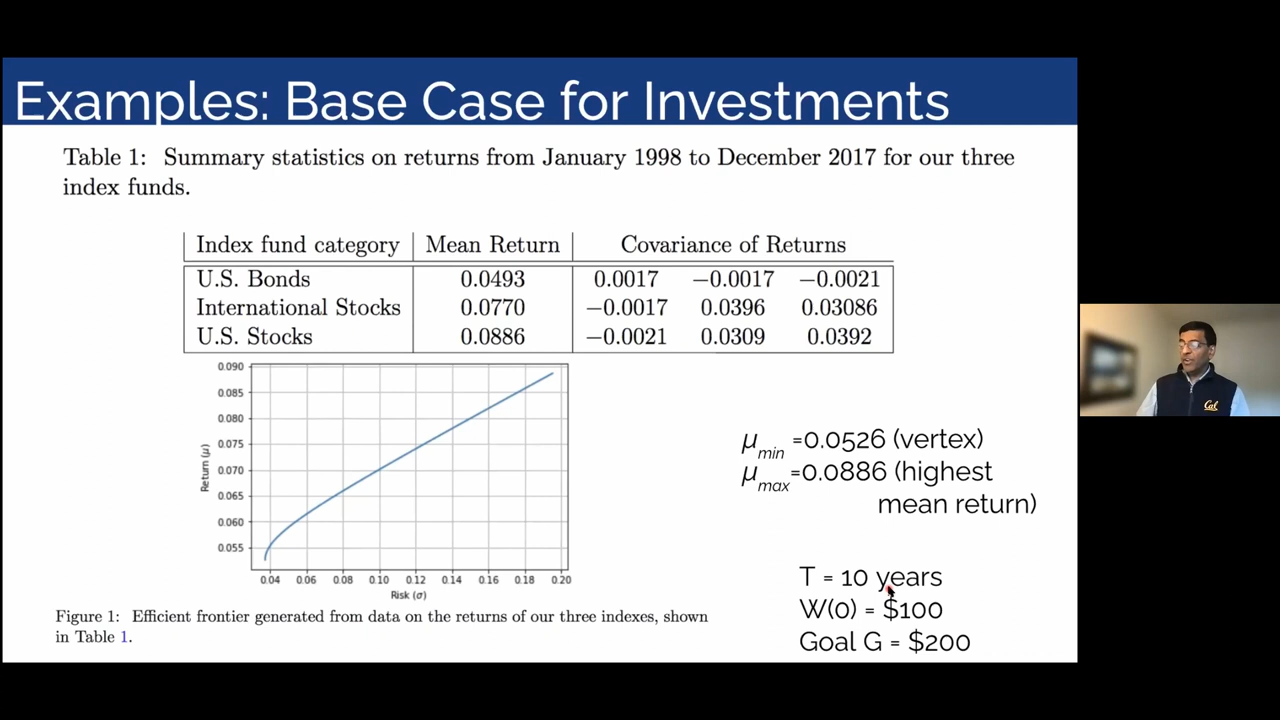 Examples: Base Case for Investments
Table 1: Summary statistics on returns from January 1998 to December 2017 for our three
index funds.
Index fund category Mean Return Covariance of Returns
U.S. Bonds 0.0493 0.0017 −0.0017 −0.0021
International Stocks 0.0770 −0.0017 0.0396 0.03086
U.S. Stocks 0.0886 −0.0021 0.0309 0.0392
0.090
0.085
0.080
0.075
0.070
0.065
0.060
0.055
Return (μ)
0.04 0.06 0.08 0.10 0.12 0.14 0.16 0.18 0.20
Risk (σ)
Figure 1: Efficient frontier generated from data on the returns of our three indexes, shown
in Table 1.
μmin =0.0526 (vertex)
μmax=0.0886 (highest
mean return)
T = 10 years
W(0) = $100
Goal G = $200
Cal